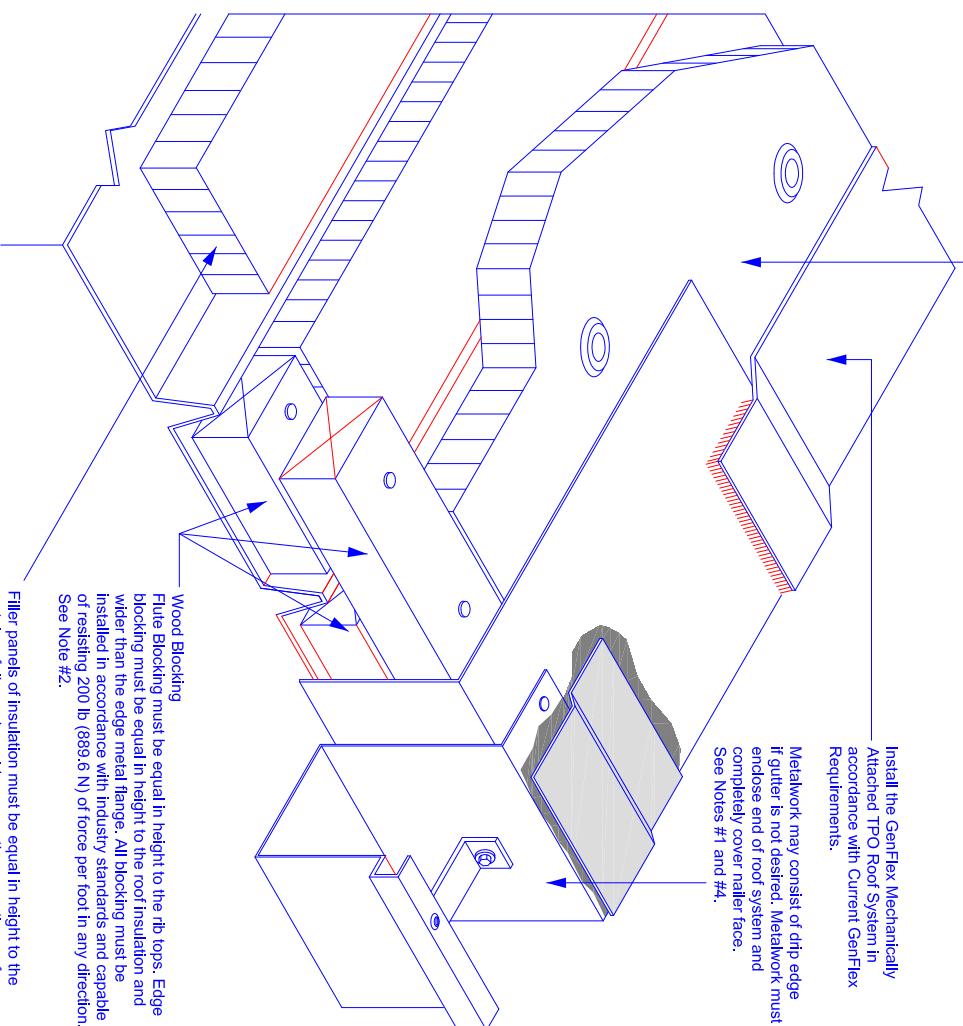 Install the GenFlex Mechanically
Attached TPO Roof System in
accordance with Current GenFlex
Requirements.
Metalwork may consist of drip edge
if gutter is not desired. Metalwork must
enclose end of roof system and
completely cover nailer face.
See Notes #1 and #4.
Wood Blocking
Flute Blocking must be equal in height to the rib tops. Edge
blocking must be equal in height to the roof insulation and
wider than the edge metal flange. All blocking must be
installed in accordance with industry standards and capable
of resisting 200 lb (889.6 N) of force per foot in any direction.
See Note #2.
Filler panels of insulation must be equal in height to the